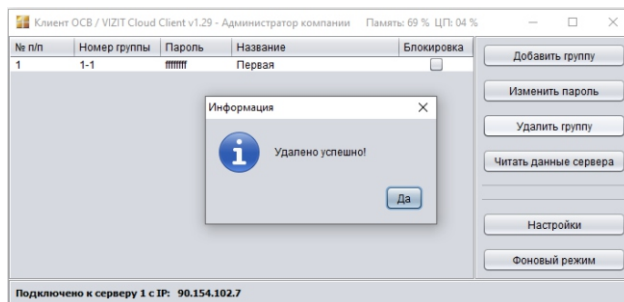 Клиент ОСВ / VIZIT Cloud Client v1.29 - Администратор компании Память: 69 % ЦП: 04 %
№ п/п Номер группы Пароль Название Блокировка
1 1-1 ffffffff Первая
Добавить группу
Изменить пароль
Информация
Удалить группу
Удалено успешно!
Читать данные сервера
Да
Настройки
Фоновый режим
Подключено к серверу 1 с IP: 90.154.102.7